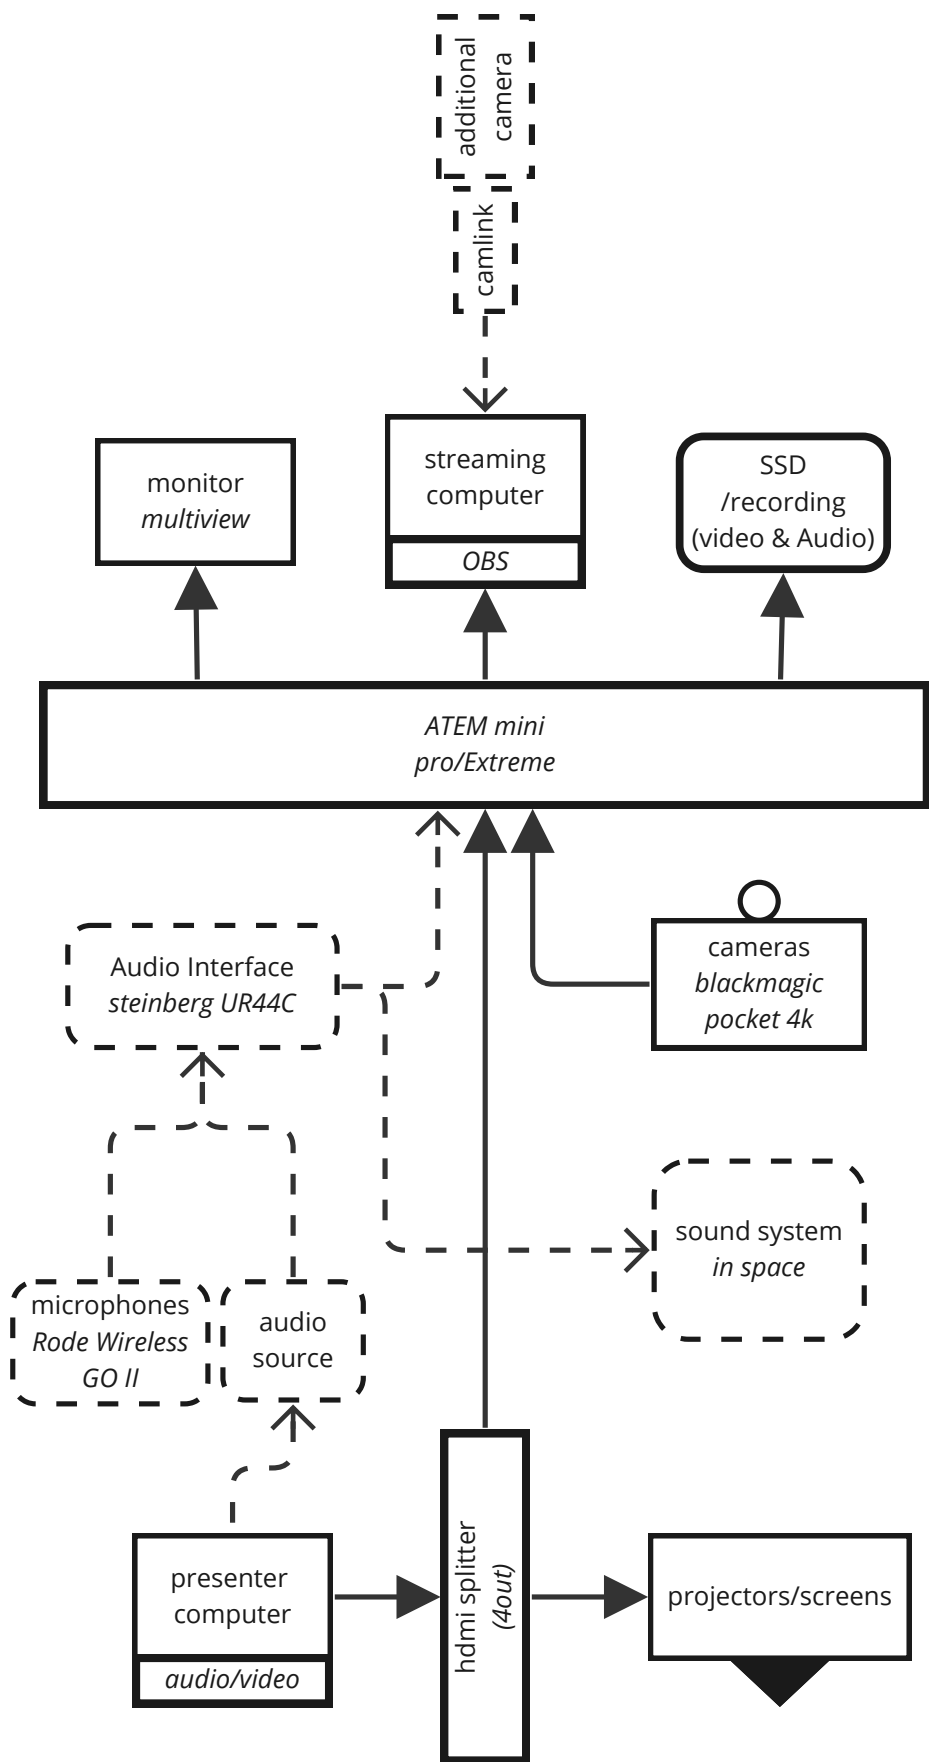 additional
camera
camlink
monitor
multiview
streaming
computer
OBS
SSD
/recording
(video & Audio)
ATEM mini
pro/Extreme
Audio Interface
steinberg UR44C
cameras
blackmagic
pocket 4k
sound system
in space
microphones
Rode Wireless
GO II
audio
source
presenter
computer
audio/video
hdmi splitter
(4out)
projectors/screens